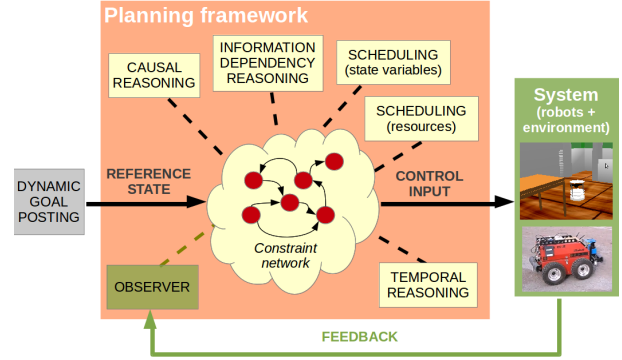 Planning framework
CAUSAL
REASONING
INFORMATION
DEPENDENCY
REASONING
SCHEDULING
(state variables)
SCHEDULING
(resources)
System
(robots +
environment)
DYNAMIC
GOAL
POSTING
REFERENCE
STATE
CONTROL
INPUT
Constraint
network
OBSERVER
TEMPORAL
REASONING
FEEDBACK